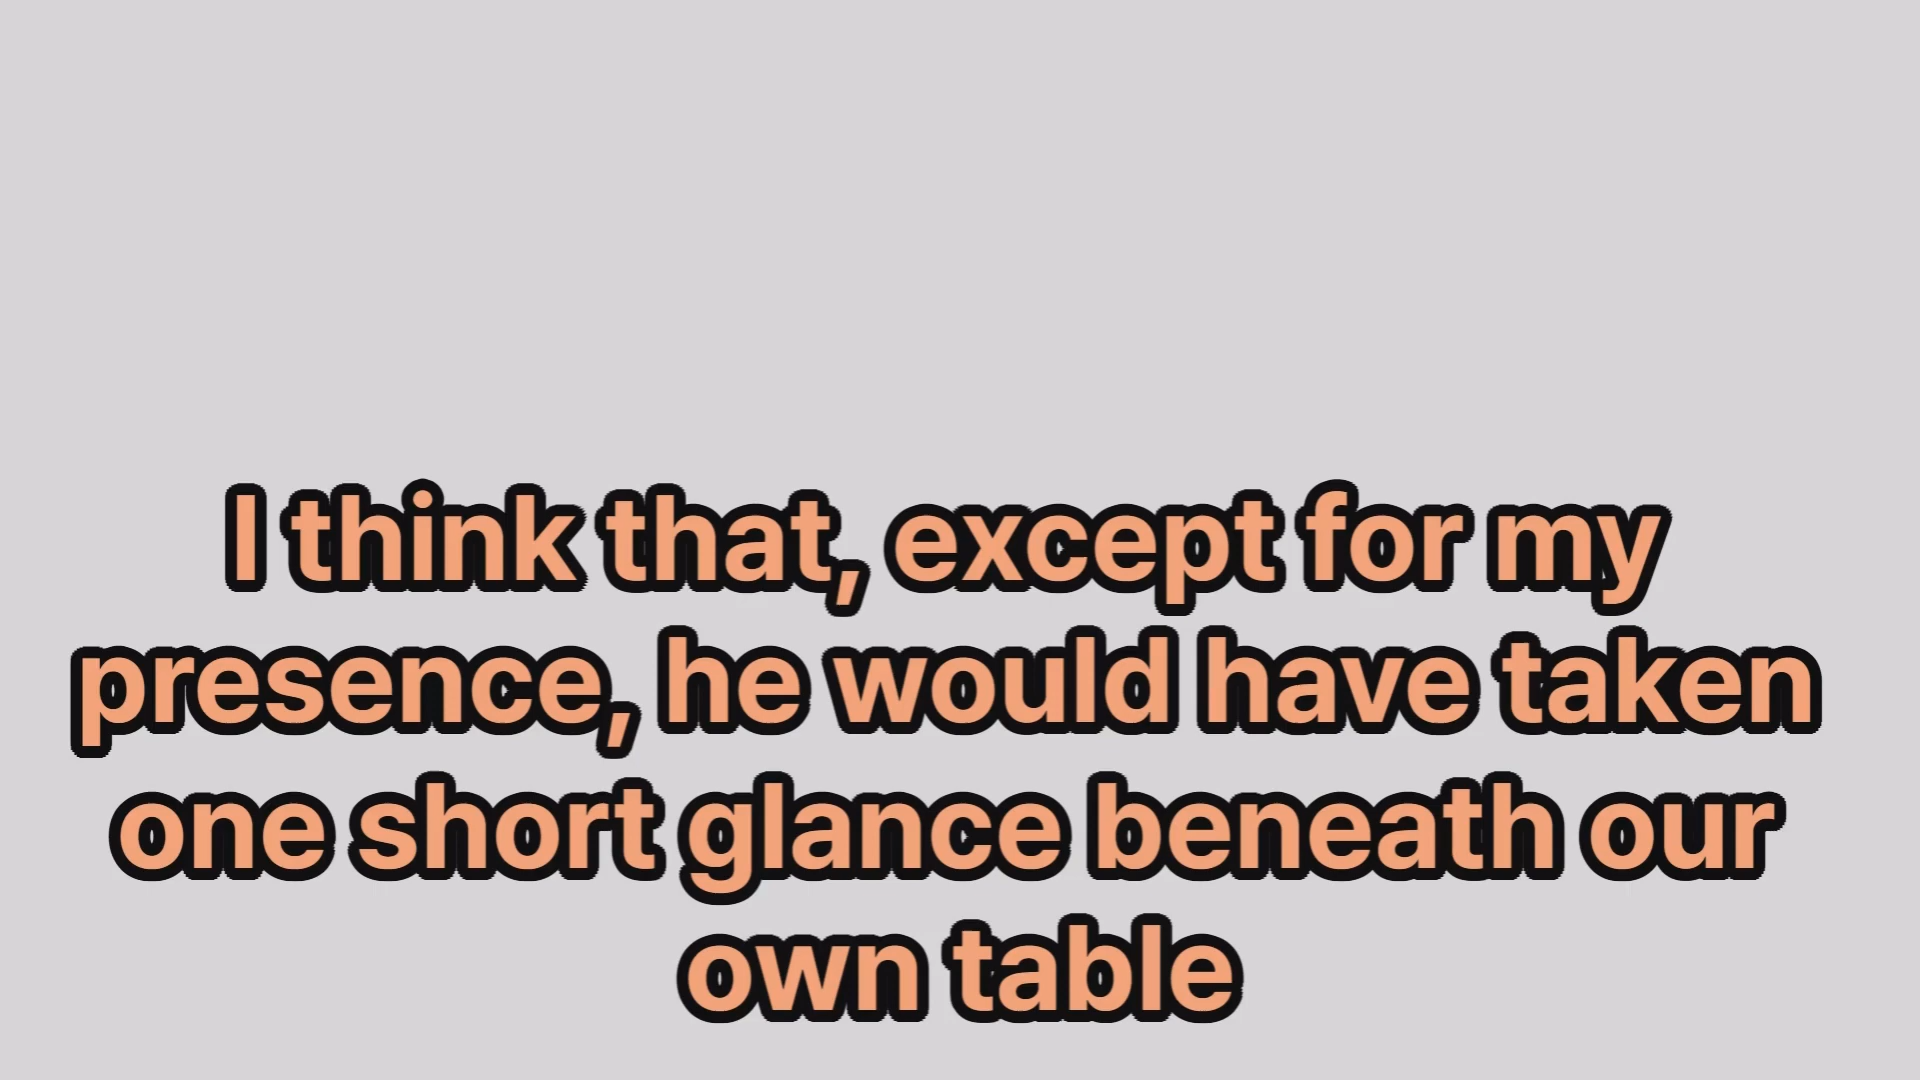 I think that, except for my
presence, he would have taken
one short glance beneath our
own table